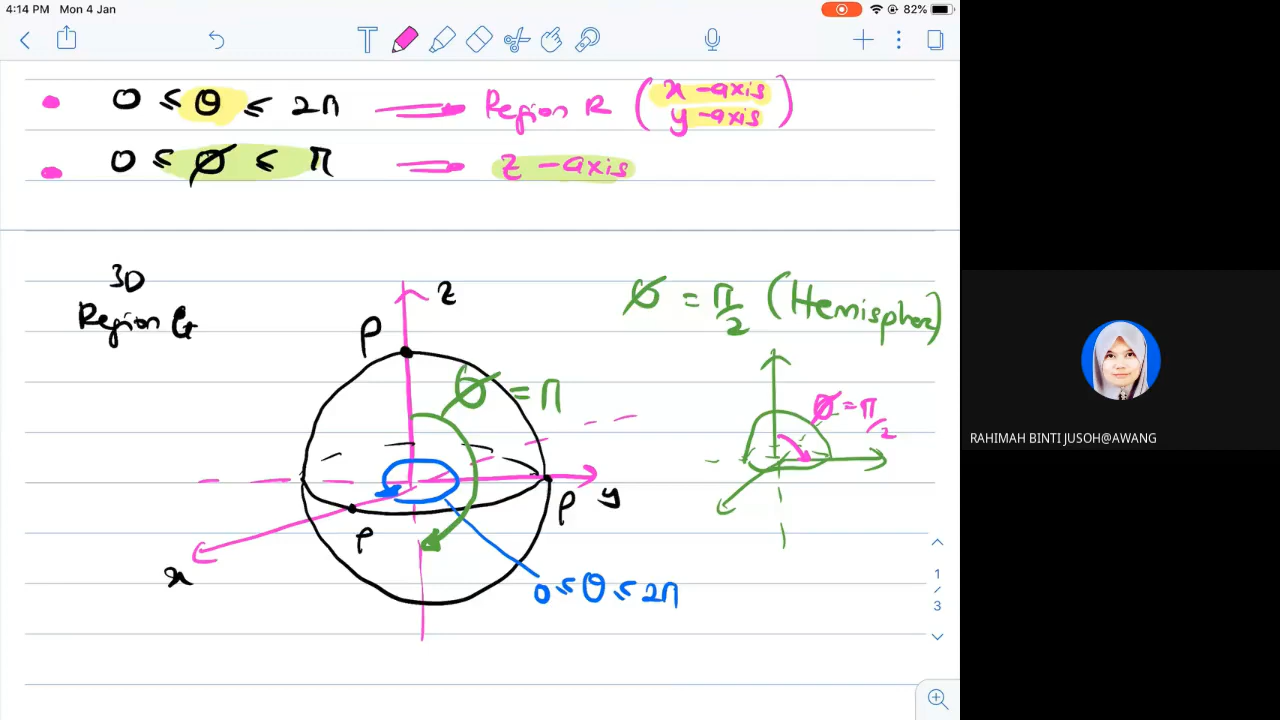 4:14 PM Mon 4 Jan
82%
0 ≤ θ ≤ 2π ⟹ Region R (x-axis
y-axis)
0 ≤ φ ≤ π ⟹ z-axis
3D
Region G
z
φ = π/2 (Hemisphere)
ρ
φ = π
φ = π/2
ρ
y
ρ
x
0 ≤ θ ≤ 2π
1
/
3
RAHIMAH BINTI JUSOH@AWANG